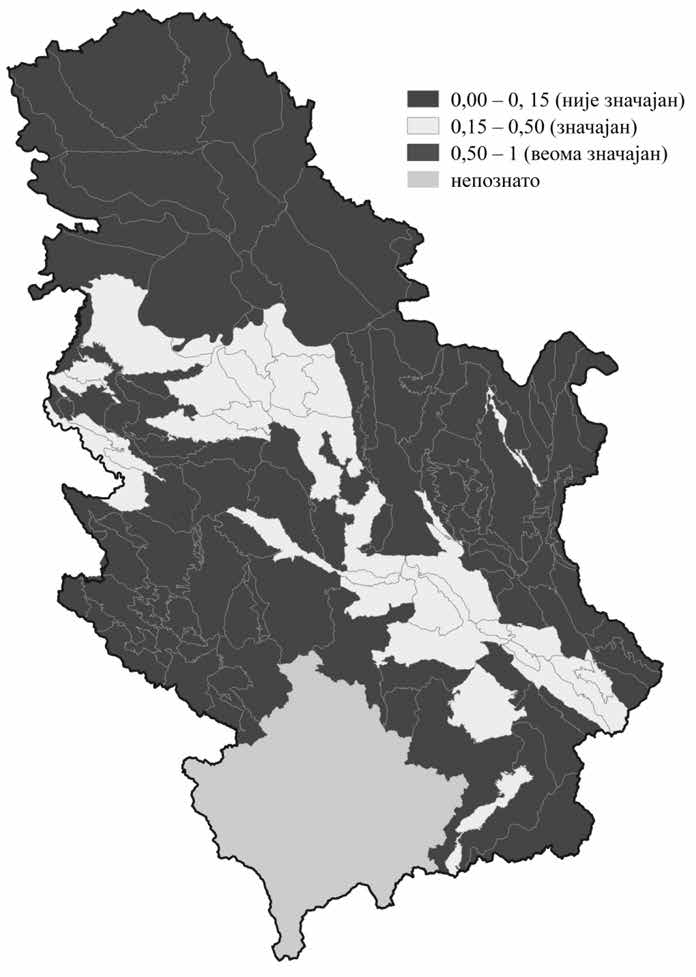 0,00 – 0, 15 (није значајан)
0,15 – 0,50 (значајан)
0,50 – 1 (веома значајан)
непознато